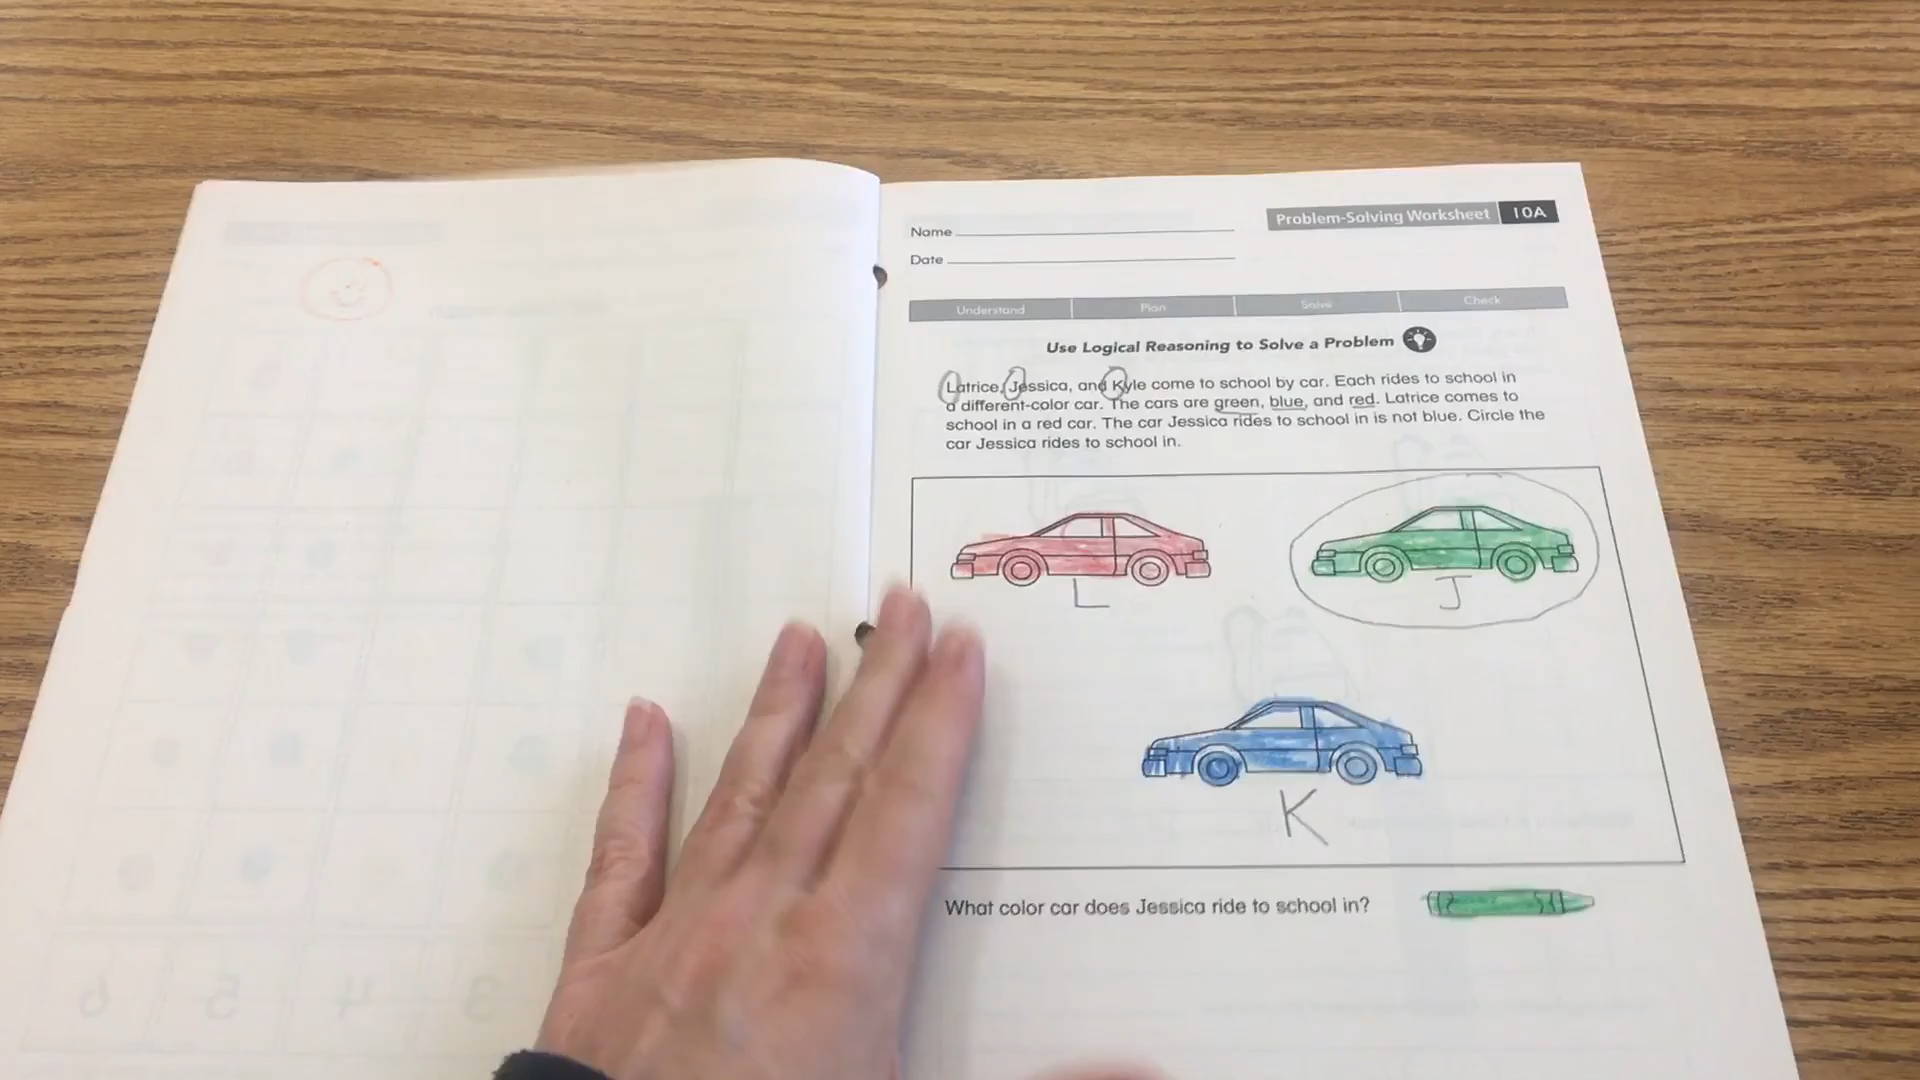 Name
Problem-Solving Worksheet 10A
Date
Understand Plan Solve Check
Use Logical Reasoning to Solve a Problem
Latrice, Jessica, and Kyle come to school by car. Each rides to school in
a different-color car. The cars are green, blue, and red. Latrice comes to
school in a red car. The car Jessica rides to school in is not blue. Circle the
car Jessica rides to school in.
L
J
K
What color car does Jessica ride to school in?